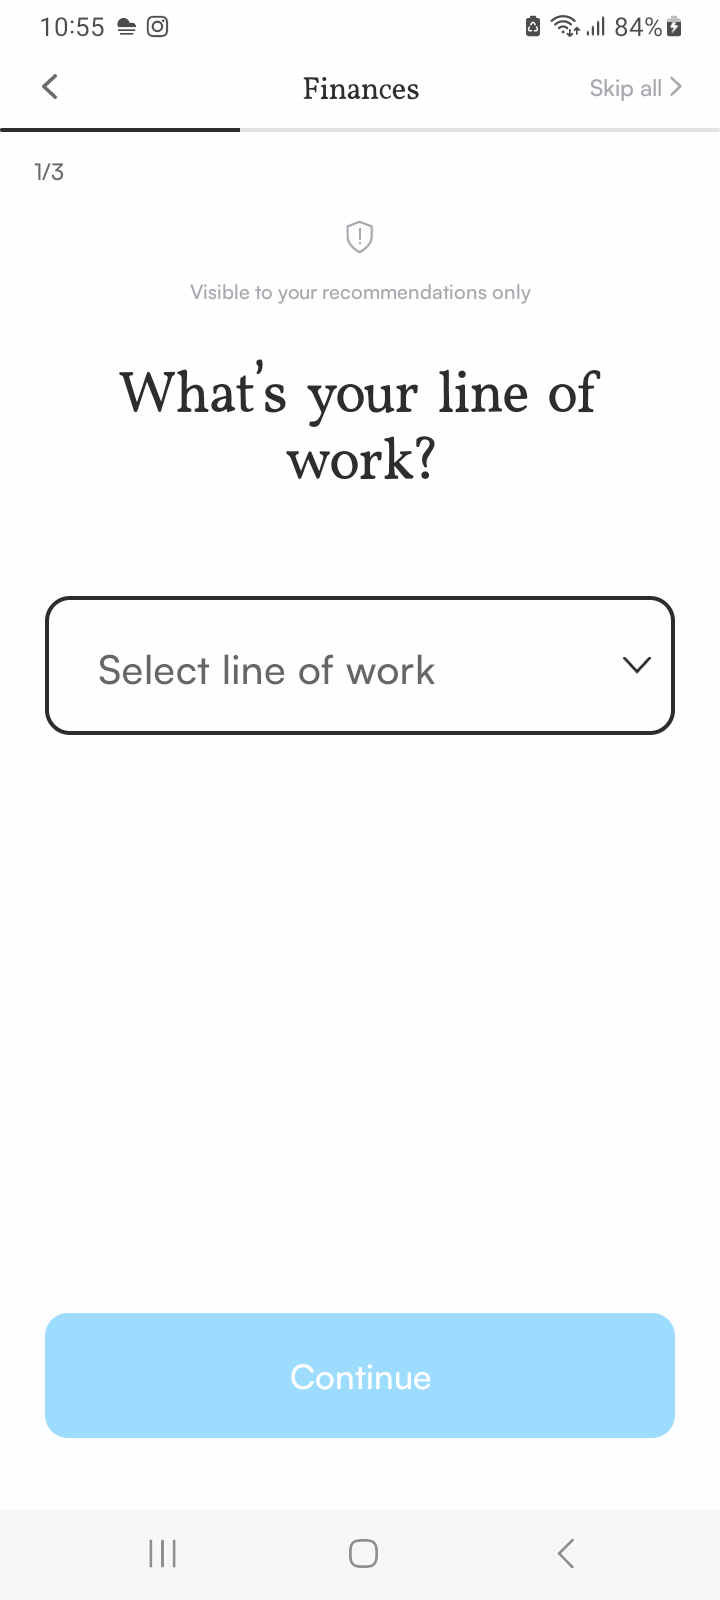 10:55 84%
Finances Skip all
1/3
Visible to your recommendations only
What's your line of
work?
Select line of work
Continue